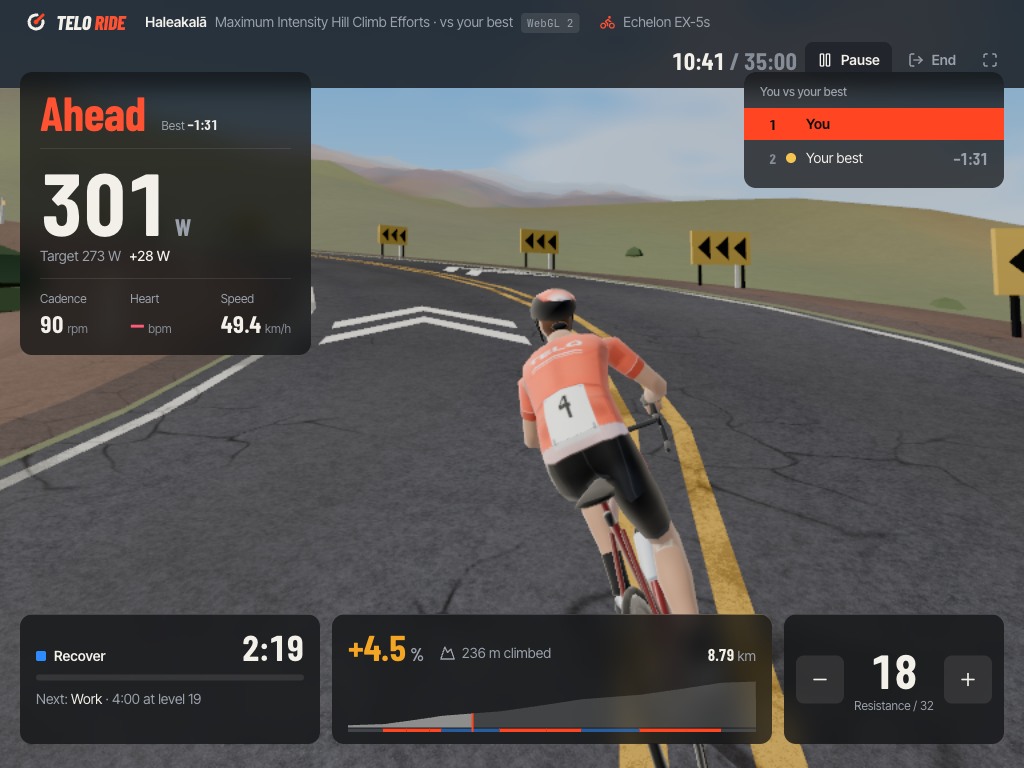 TELO RIDE Haleakalā Maximum Intensity Hill Climb Efforts · vs your best WebGL 2 Echelon EX-5s
10:41 / 35:00 Pause End
Ahead Best −1:31
301 W
Target 273 W +28 W
Cadence Heart Speed
90 rpm – bpm 49.4 km/h
You vs your best
1 You
2 Your best −1:31
TELO
4
Recover 2:19
Next: Work · 4:00 at level 19
+4.5 % 236 m climbed 8.79 km
− 18 +
Resistance / 32